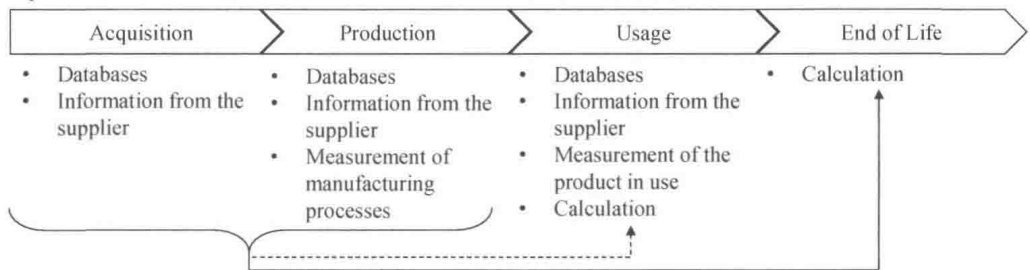 Acquisition
Production
Usage
End of Life
• Databases
• Information from the
supplier
• Databases
• Information from the
supplier
• Measurement of
manufacturing
processes
• Databases
• Information from the
supplier
• Measurement of the
product in use
• Calculation
• Calculation